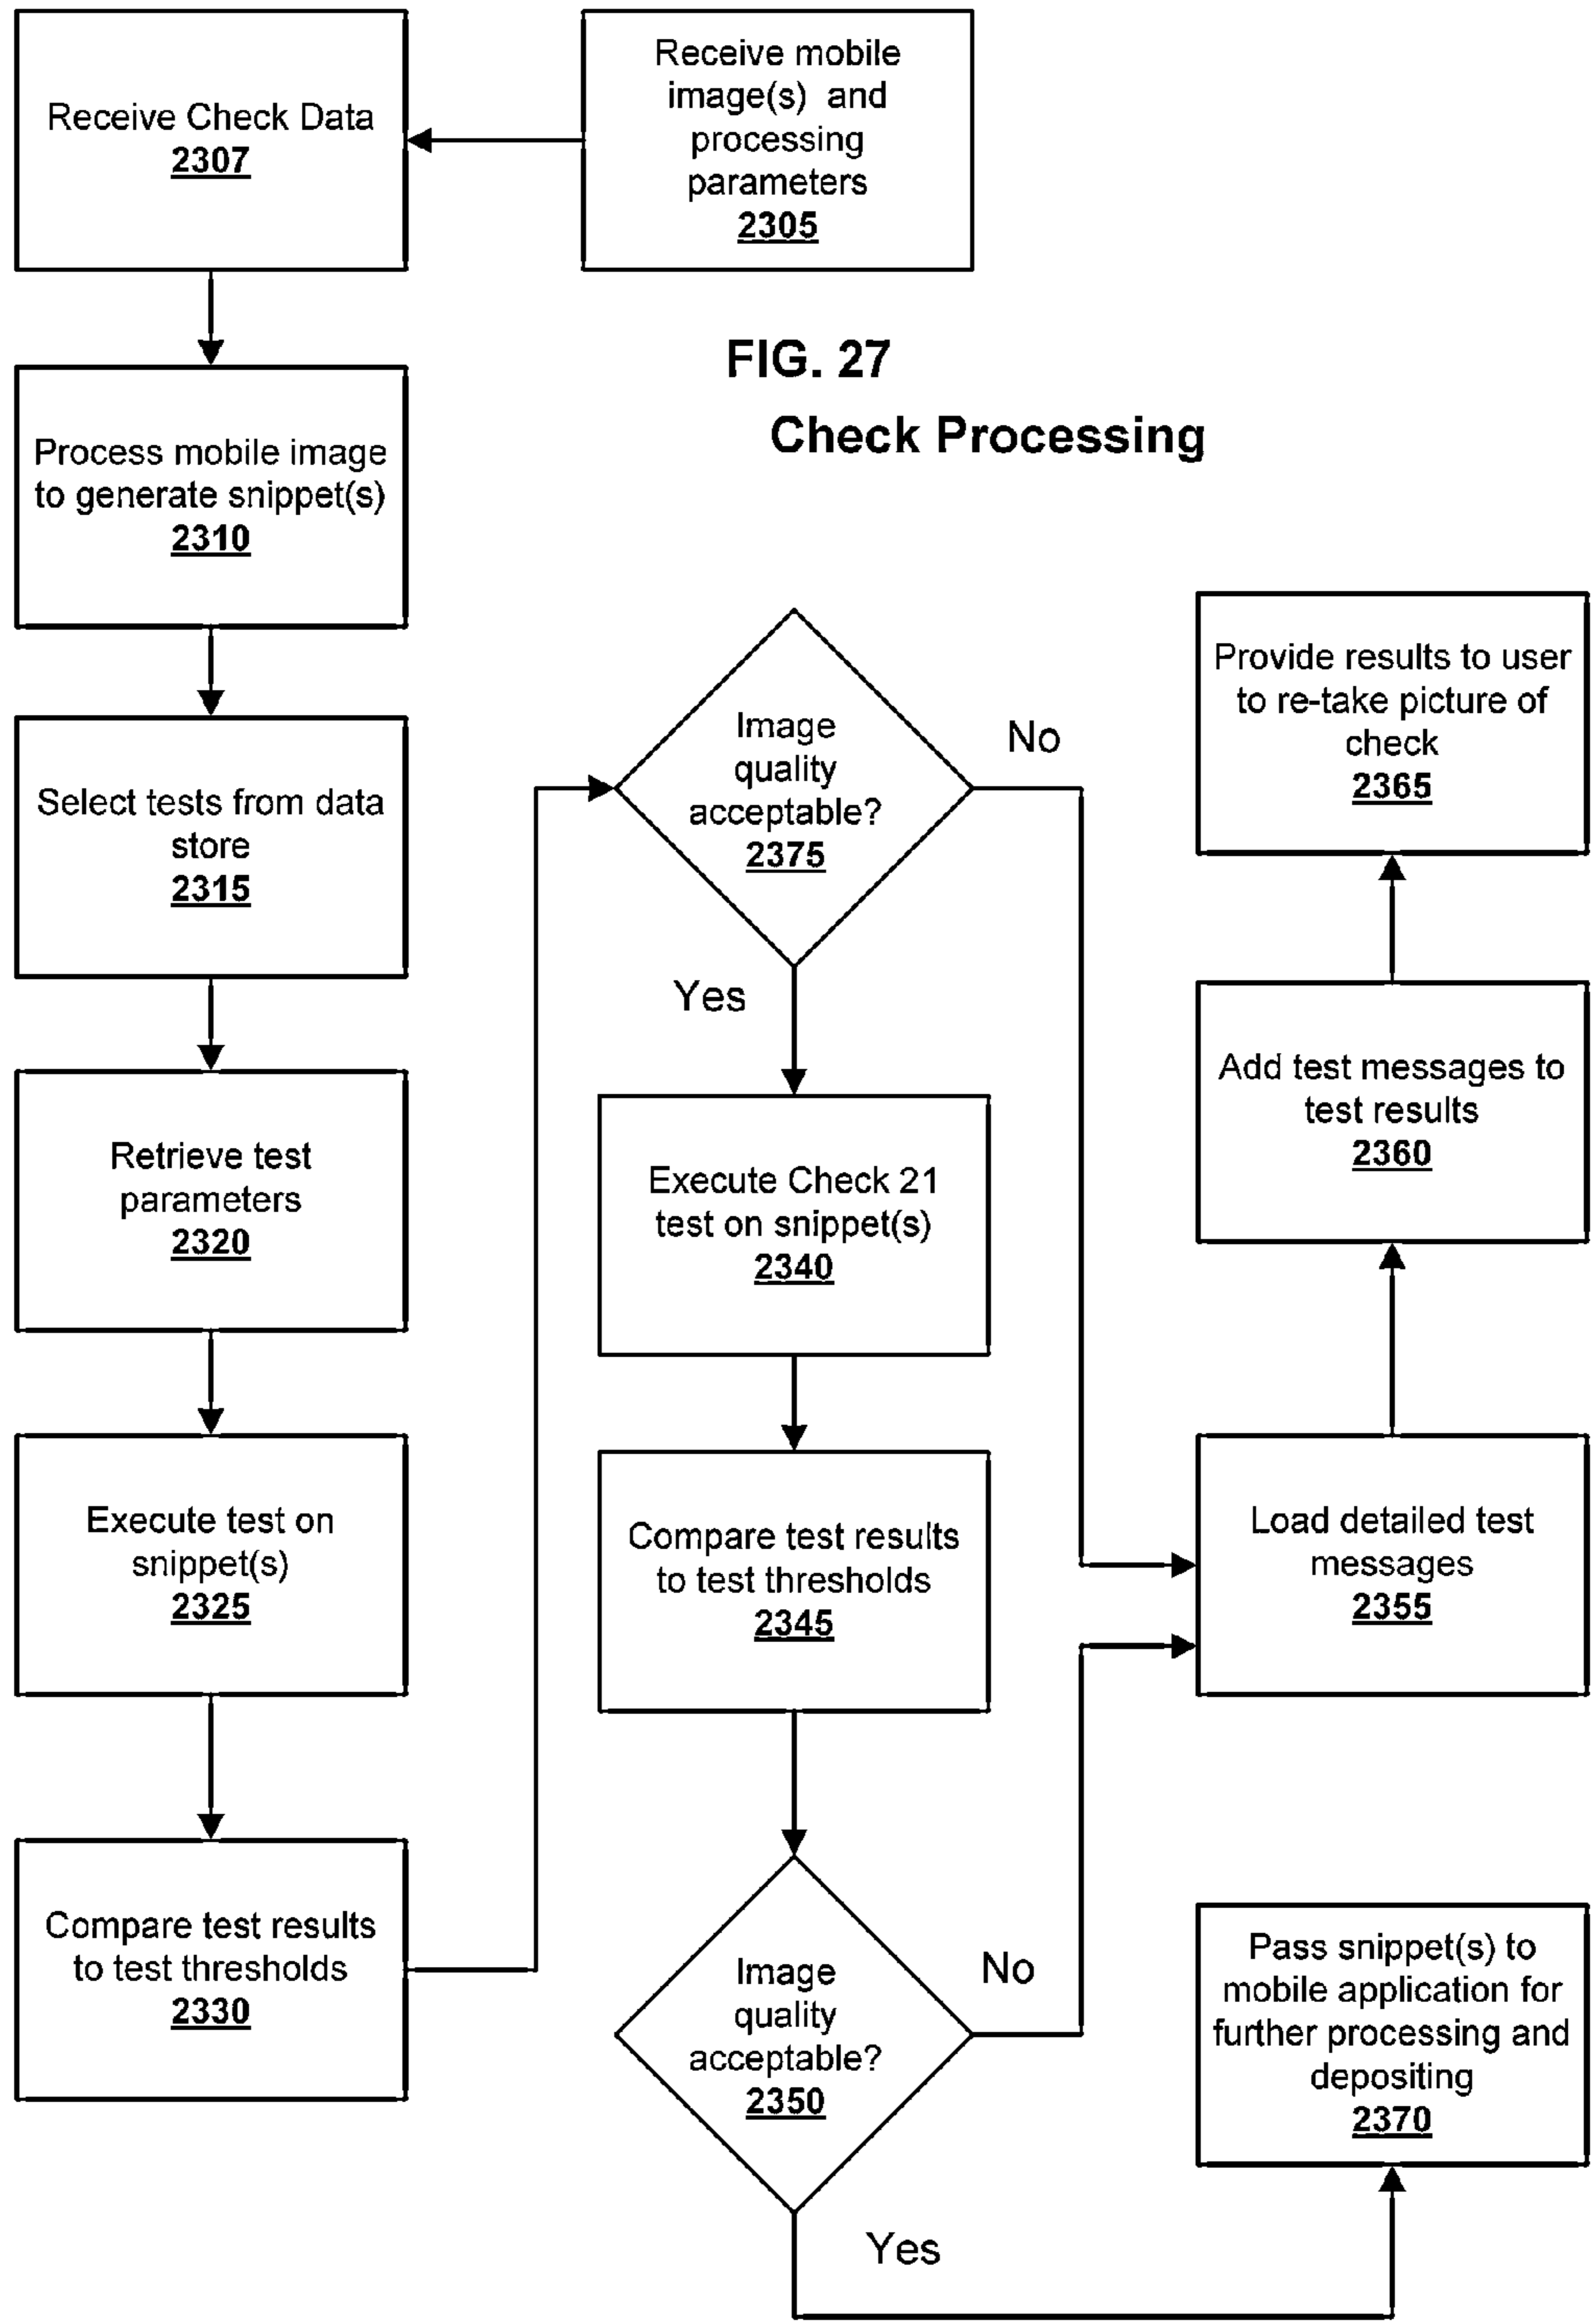 Receive Check Data
2307
Receive mobile
image(s) and
processing
parameters
2305
FIG. 27
Check Processing
Process mobile image
to generate snippet(s)
2310
Select tests from data
store
2315
Retrieve test
parameters
2320
Execute test on
snippet(s)
2325
Compare test results
to test thresholds
2330
Image
quality
acceptable?
2375
No
Yes
Execute Check 21
test on snippet(s)
2340
Compare test results
to test thresholds
2345
Image
quality
acceptable?
2350
No
Yes
Provide results to user
to re-take picture of
check
2365
Add test messages to
test results
2360
Load detailed test
messages
2355
Pass snippet(s) to
mobile application for
further processing and
depositing
2370